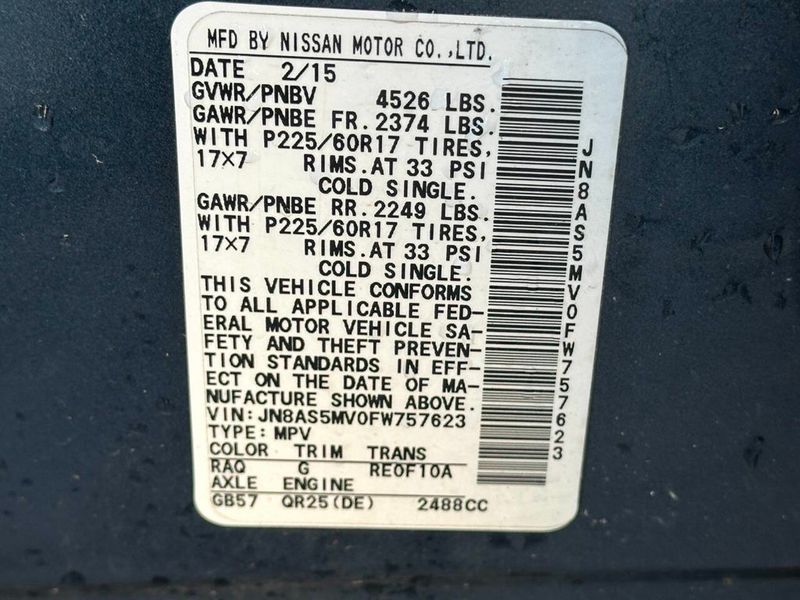 MFD BY NISSAN MOTOR CO.,LTD.
DATE 2/15
GVWR/PNBV 4526 LBS.
GAWR/PNBE FR. 2374 LBS.
WITH P225/60R17 TIRES,
17×7 RIMS.AT 33 PSI
COLD SINGLE.
GAWR/PNBE RR. 2249 LBS.
WITH P225/60R17 TIRES,
17×7 RIMS.AT 33 PSI
COLD SINGLE.
THIS VEHICLE CONFORMS
TO ALL APPLICABLE FED-
ERAL MOTOR VEHICLE SA-
FETY AND THEFT PREVEN-
TION STANDARDS IN EFF-
ECT ON THE DATE OF MA-
NUFACTURE SHOWN ABOVE.
VIN:JN8AS5MV0FW757623
TYPE:MPV
COLOR TRIM TRANS
RAQ G RE0F10A
AXLE ENGINE
GB57 QR25(DE) 2488CC
JN8AS5MV0FW757623